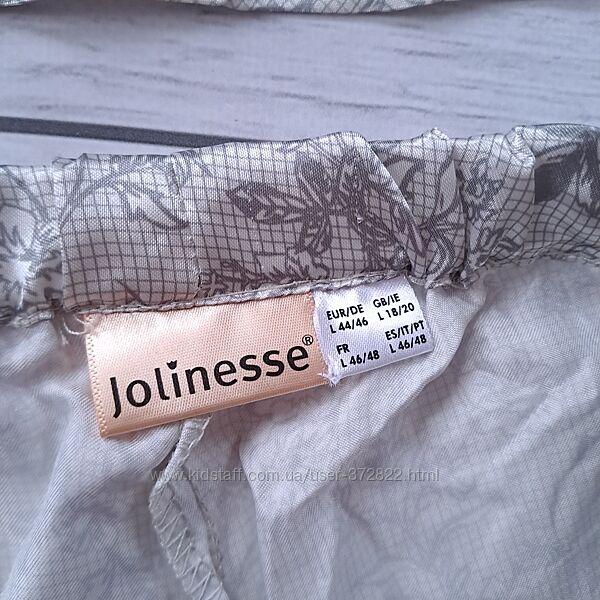 Jolinesse®
EUR/DE GB/IE
L 44/46 L 18/20
FR ES/IT/PT
L 46/48 L 46/48
www.kidstaff.com.ua/user-372822.html